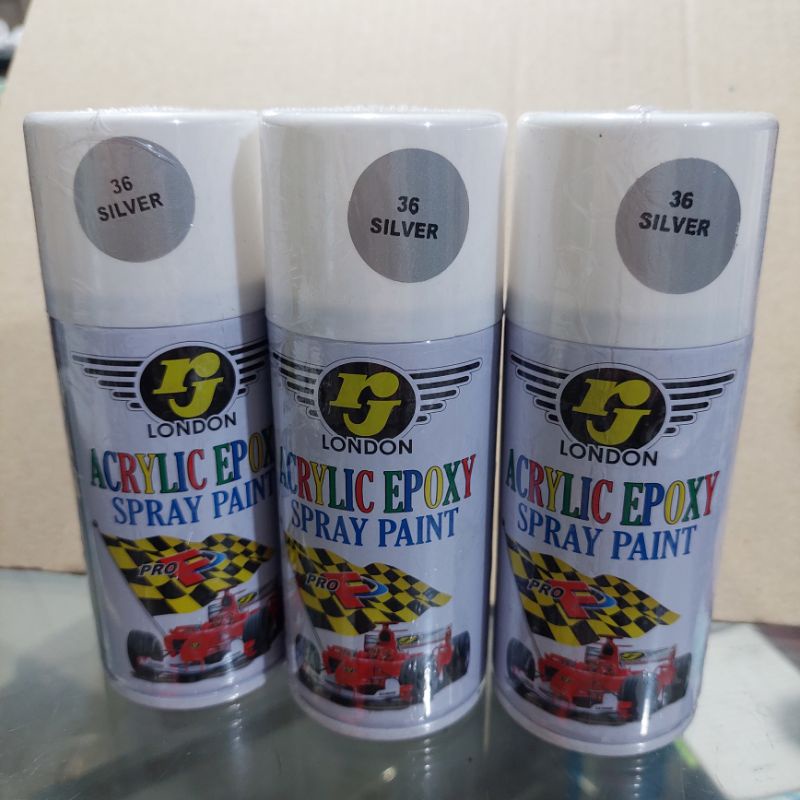 36
SILVER
rj
LONDON
ACRYLIC EPOXY
SPRAY PAINT
PRO F
36
SILVER
rj
LONDON
ACRYLIC EPOXY
SPRAY PAINT
PRO F
36
SILVER
rj
LONDON
ACRYLIC EPOXY
SPRAY PAINT
PRO F